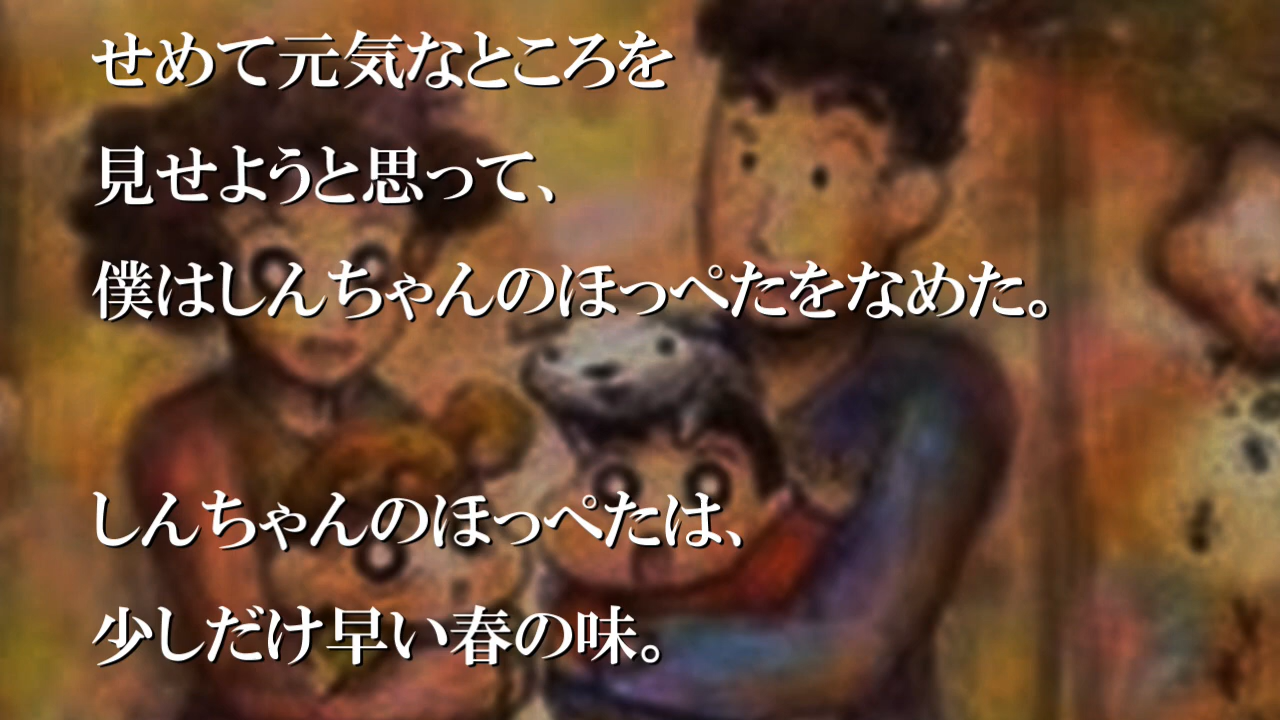 せめて元気なところを
見せようと思って、
僕はしんちゃんのほっぺたをなめた。
しんちゃんのほっぺたは、
少しだけ早い春の味。